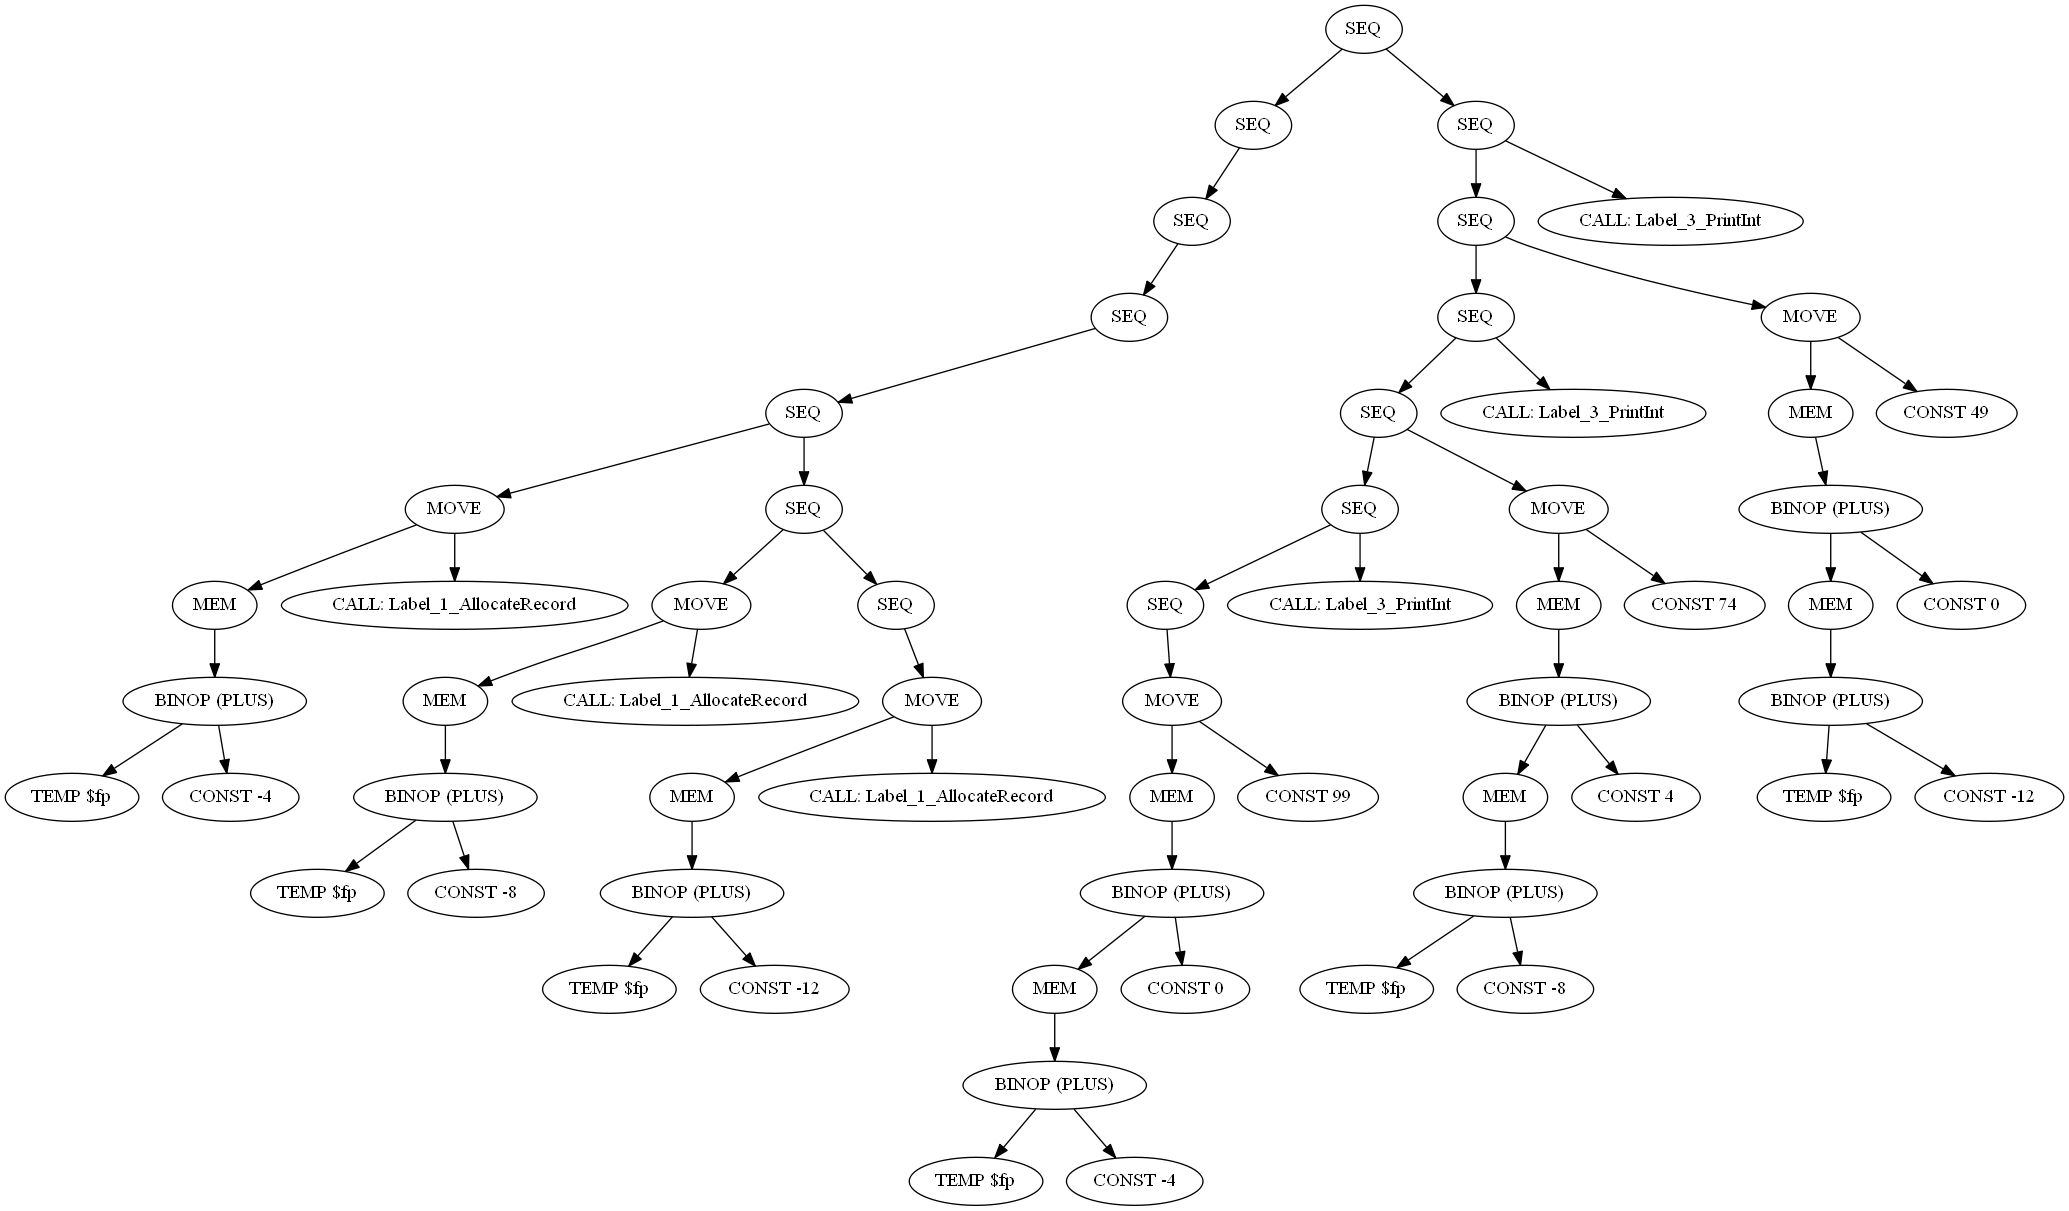 SEQ
SEQ
SEQ
SEQ
SEQ
CALL: Label_3_PrintInt
SEQ
SEQ
MOVE
SEQ
SEQ
CALL: Label_3_PrintInt
MEM
CONST 49
MOVE
SEQ
SEQ
MOVE
BINOP (PLUS)
MEM
CALL: Label_1_AllocateRecord
MOVE
SEQ
SEQ
CALL: Label_3_PrintInt
MEM
CONST 74
MEM
CONST 0
BINOP (PLUS)
MEM
CALL: Label_1_AllocateRecord
MOVE
MOVE
BINOP (PLUS)
BINOP (PLUS)
TEMP $fp
CONST -4
BINOP (PLUS)
MEM
CALL: Label_1_AllocateRecord
MEM
CONST 99
MEM
CONST 4
TEMP $fp
CONST -12
TEMP $fp
CONST -8
BINOP (PLUS)
BINOP (PLUS)
BINOP (PLUS)
TEMP $fp
CONST -12
MEM
CONST 0
TEMP $fp
CONST -8
BINOP (PLUS)
TEMP $fp
CONST -4